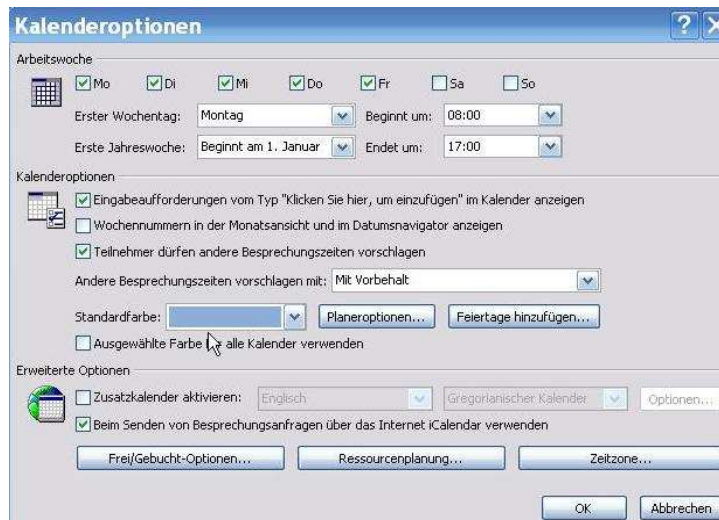 Kalenderoptionen
Arbeitswoche
Mo Di Mi Do Fr Sa So
Erster Wochentag: Montag Beginnt um: 08:00
Erste Jahreswoche: Beginnt am 1. Januar Endet um: 17:00
Kalenderoptionen
Eingabeaufforderungen vom Typ "Klicken Sie hier, um einzufügen" im Kalender anzeigen
Wochennummern in der Monatsansicht und im Datumsnavigator anzeigen
Teilnehmer dürfen andere Besprechungszeiten vorschlagen
Andere Besprechungszeiten vorschlagen mit: Mit Vorbehalt
Standardfarbe: Planeroptionen... Feiertage hinzufügen...
Ausgewählte Farbe für alle Kalender verwenden
Erweiterte Optionen
Zusatzkalender aktivieren: Englisch Gregorianischer Kalender Optionen...
Beim Senden von Besprechungsanfragen über das Internet iCalendar verwenden
Frei/Gebucht-Optionen... Ressourcenplanung... Zeitzone...
OK Abbrechen